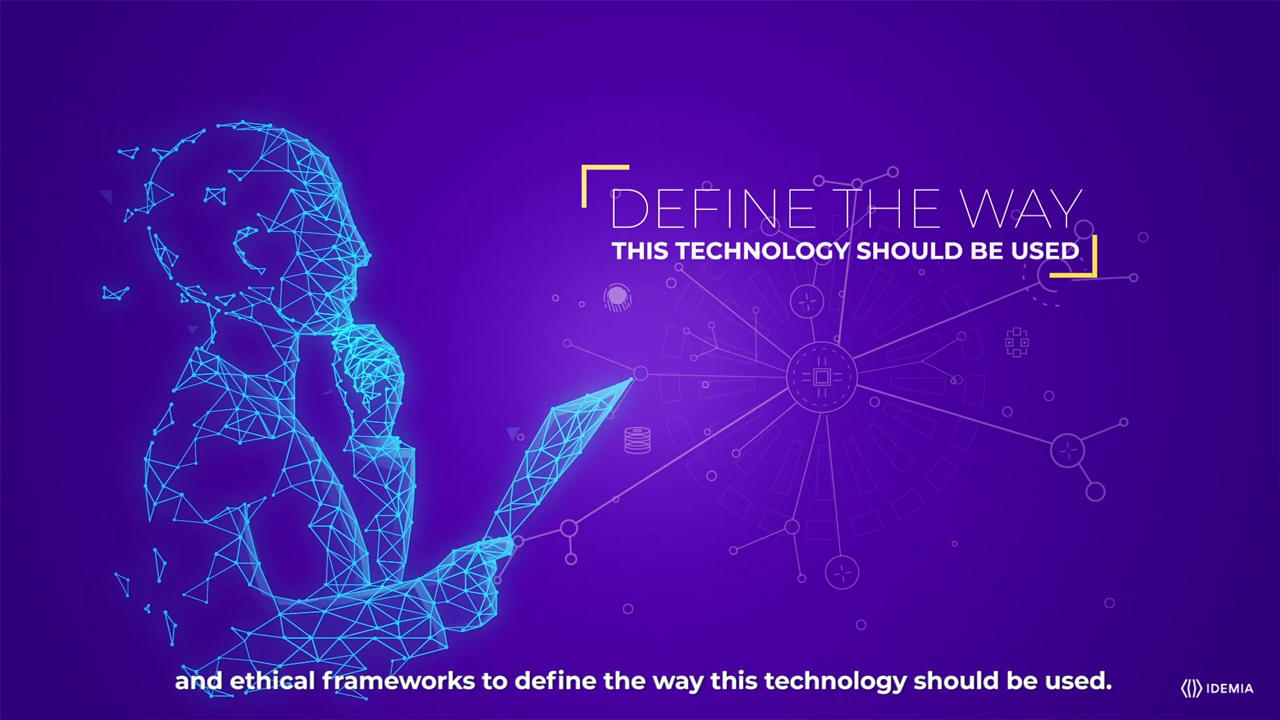 DEFINE THE WAY
THIS TECHNOLOGY SHOULD BE USED
and ethical frameworks to define the way this technology should be used.
IDEMIA